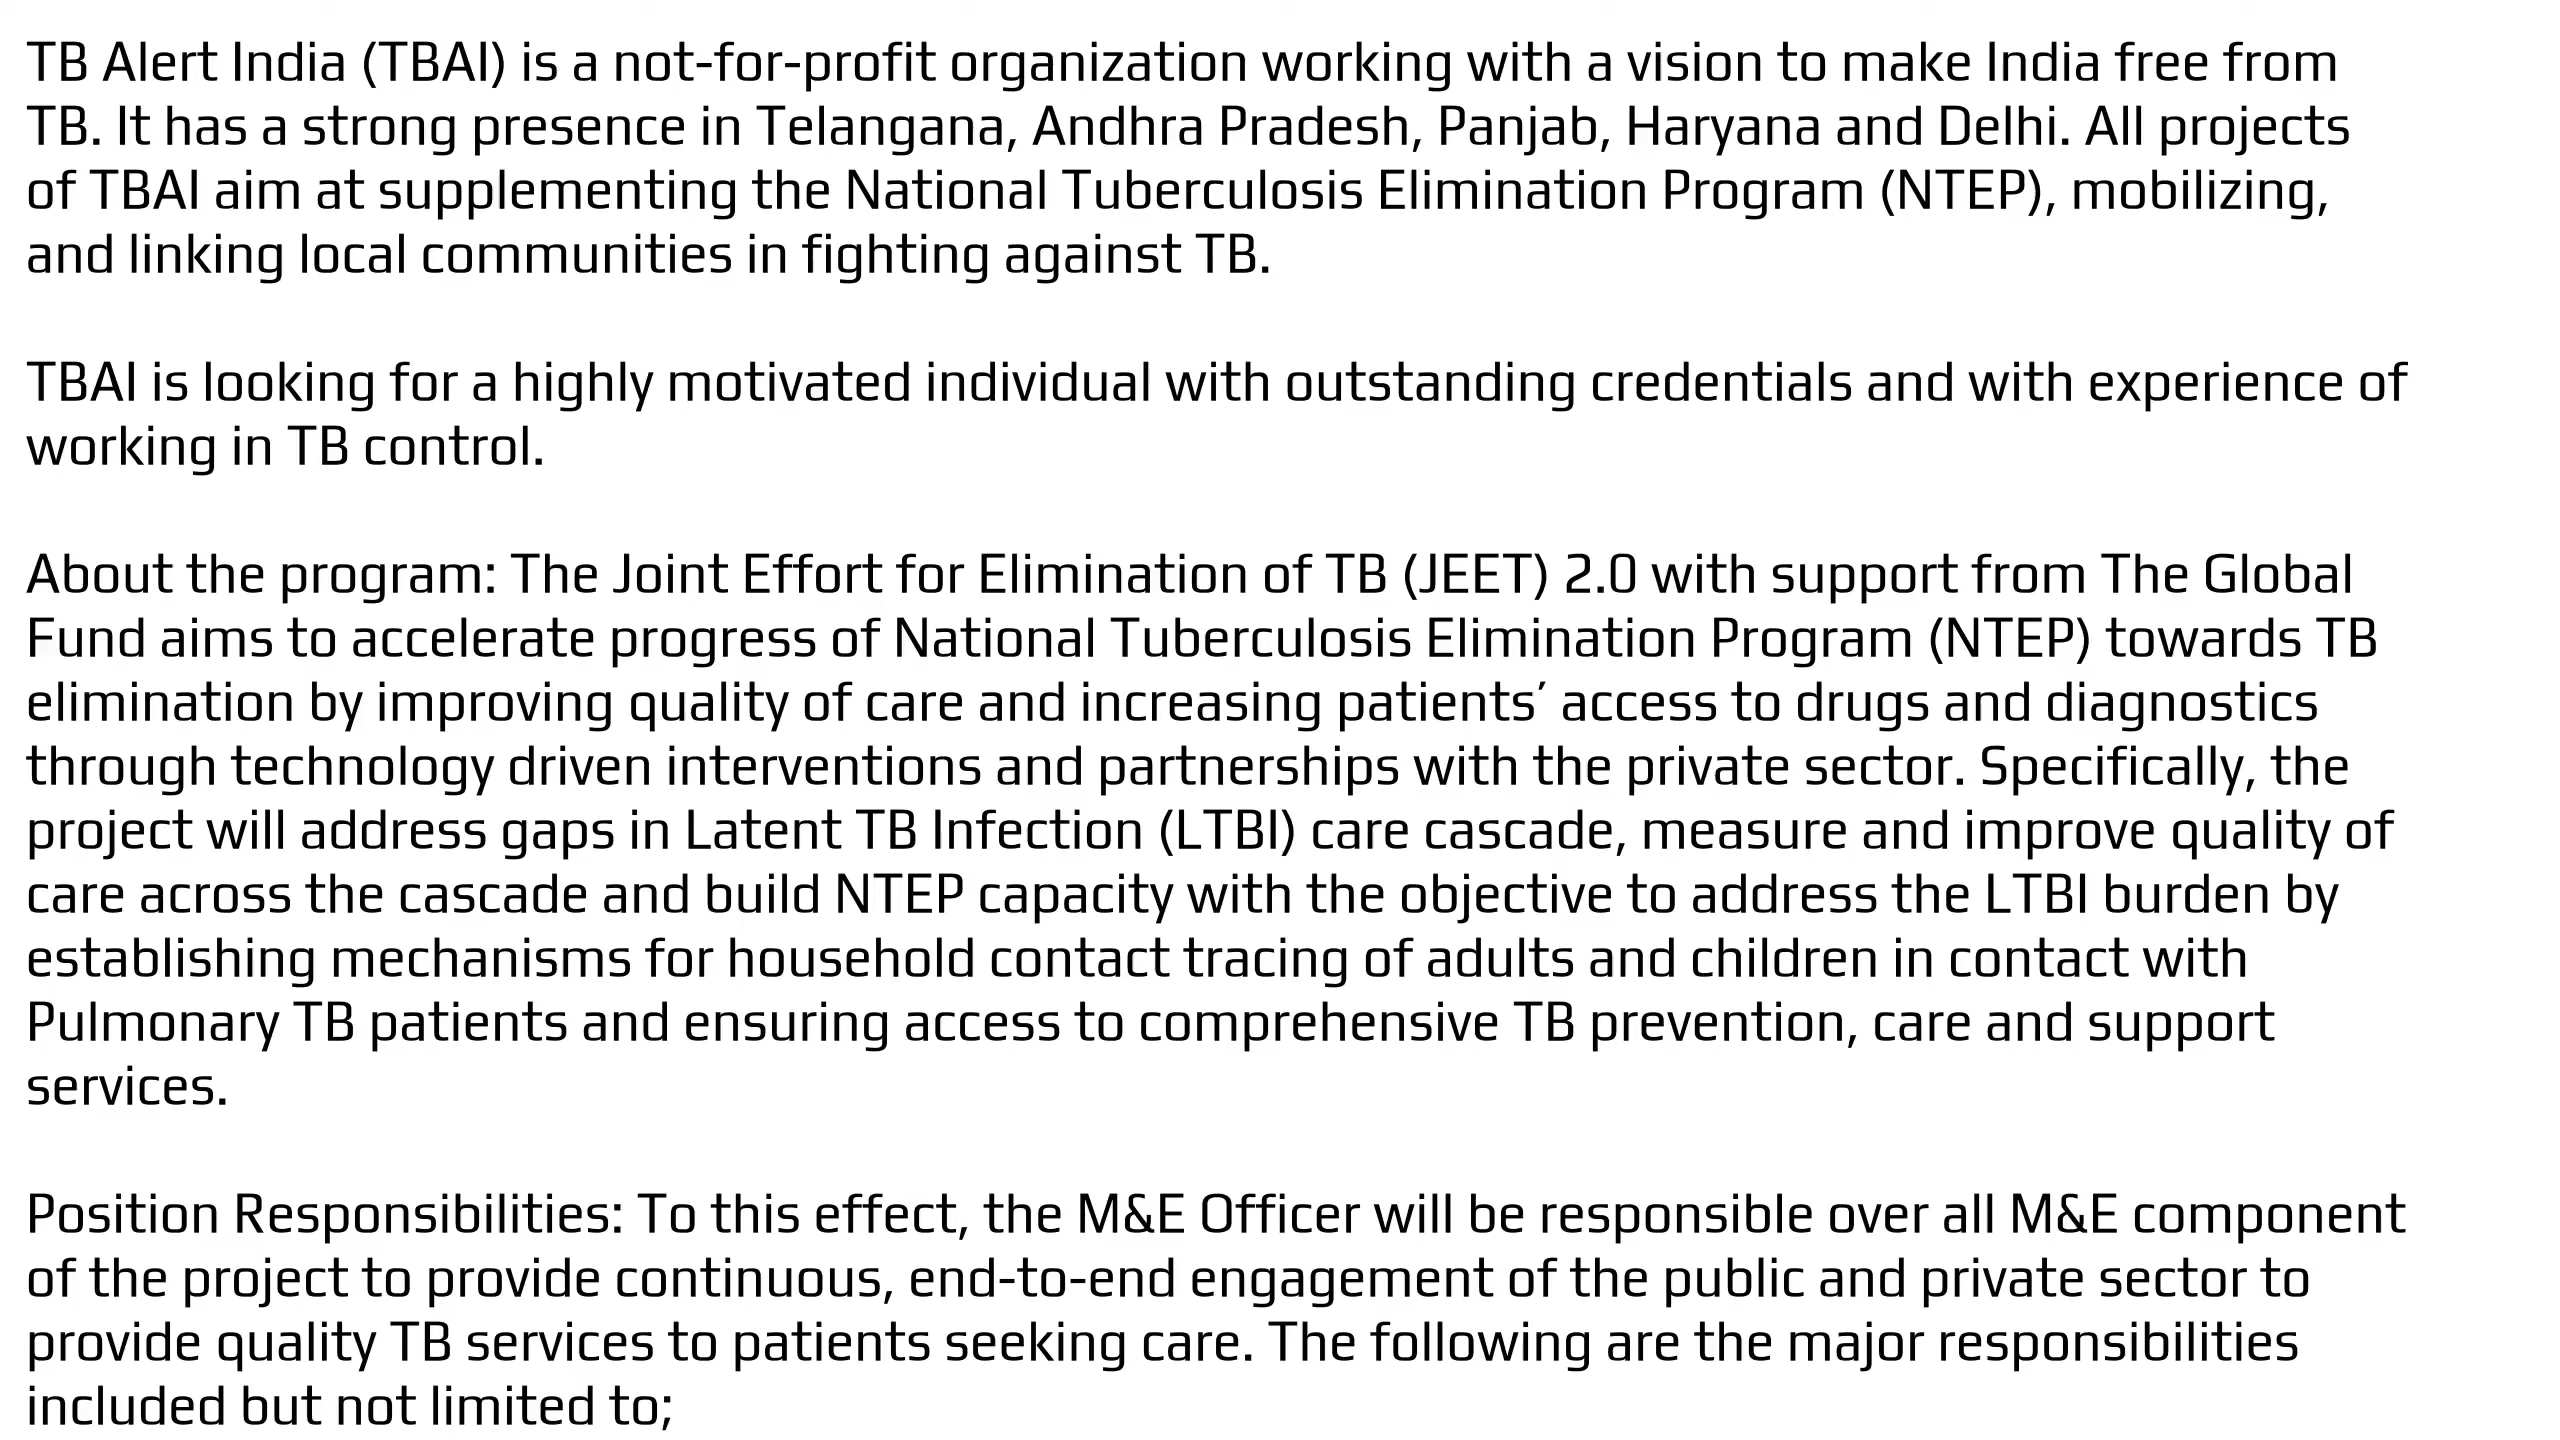 TB Alert India (TBAI) is a not-for-profit organization working with a vision to make India free from
TB. It has a strong presence in Telangana, Andhra Pradesh, Panjab, Haryana and Delhi. All projects
of TBAI aim at supplementing the National Tuberculosis Elimination Program (NTEP), mobilizing,
and linking local communities in fighting against TB.
TBAI is looking for a highly motivated individual with outstanding credentials and with experience of
working in TB control.
About the program: The Joint Effort for Elimination of TB (JEET) 2.0 with support from The Global
Fund aims to accelerate progress of National Tuberculosis Elimination Program (NTEP) towards TB
elimination by improving quality of care and increasing patients’ access to drugs and diagnostics
through technology driven interventions and partnerships with the private sector. Specifically, the
project will address gaps in Latent TB Infection (LTBI) care cascade, measure and improve quality of
care across the cascade and build NTEP capacity with the objective to address the LTBI burden by
establishing mechanisms for household contact tracing of adults and children in contact with
Pulmonary TB patients and ensuring access to comprehensive TB prevention, care and support
services.
Position Responsibilities: To this effect, the M&E Officer will be responsible over all M&E component
of the project to provide continuous, end-to-end engagement of the public and private sector to
provide quality TB services to patients seeking care. The following are the major responsibilities
included but not limited to;